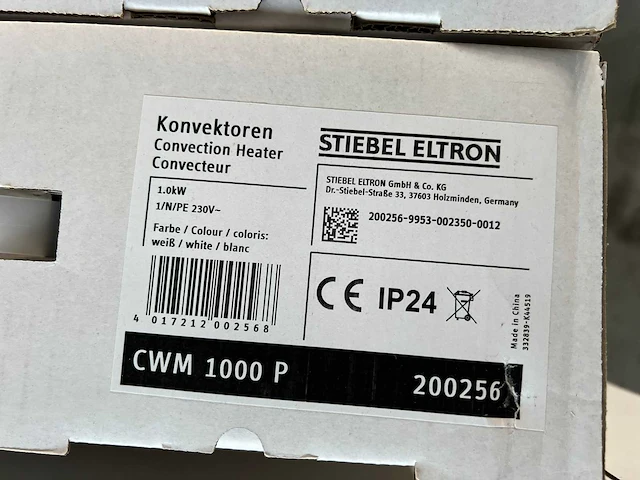 Konvektoren
Convection Heater
Convecteur
STIEBEL ELTRON
1.0kW
1/N/PE 230V~
Farbe / Colour / coloris:
weiß / white / blanc
STIEBEL ELTRON GmbH & Co. KG
Dr.-Stiebel-Straße 33, 37603 Holzminden, Germany
200256-9953-002350-0012
4 017212 002568
CE IP24
Made in China
332839-K44519
CWM 1000 P 200256